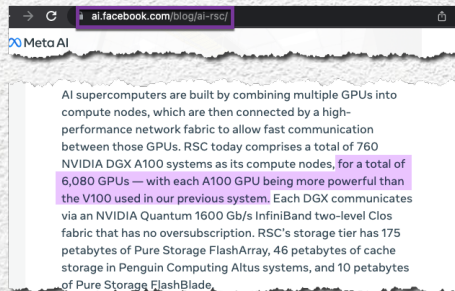 ai.facebook.com/blog/ai-rsc/
Meta AI
AI supercomputers are built by combining multiple GPUs into
compute nodes, which are then connected by a high-
performance network fabric to allow fast communication
between those GPUs. RSC today comprises a total of 760
NVIDIA DGX A100 systems as its compute nodes, for a total of
6,080 GPUs — with each A100 GPU being more powerful than
the V100 used in our previous system. Each DGX communicates
via an NVIDIA Quantum 1600 Gb/s InfiniBand two-level Clos
fabric that has no oversubscription. RSC's storage tier has 175
petabytes of Pure Storage FlashArray, 46 petabytes of cache
storage in Penguin Computing Altus systems, and 10 petabytes
of Pure Storage FlashBlade.